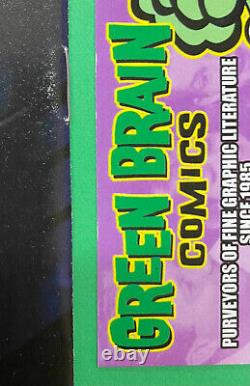 GREEN BRAIN
COMICS
PURVEYORS OF FINE GRAPHIC LITERATURE
SINCE 1985